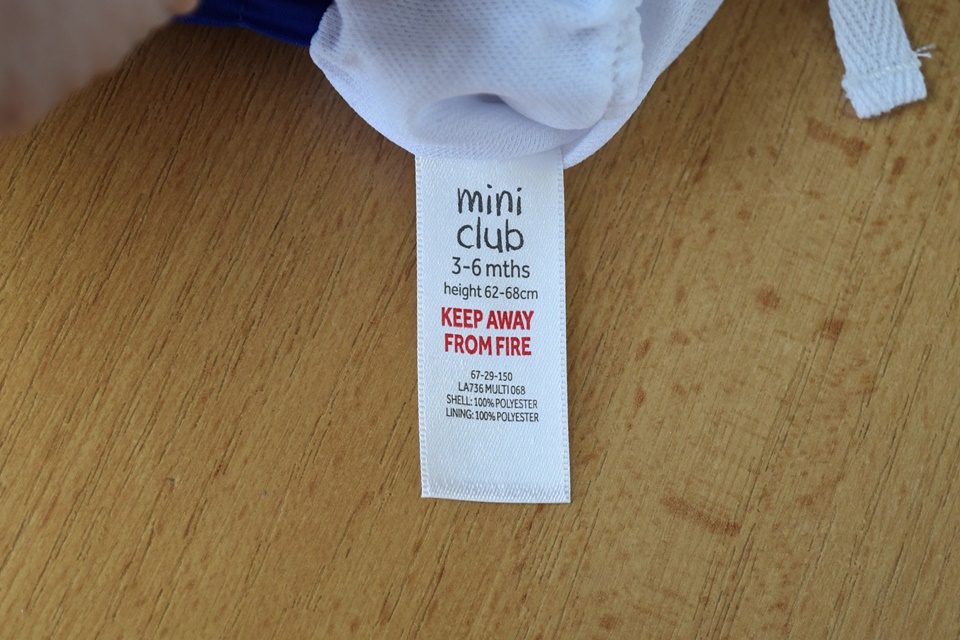 mini
club
3-6 mths
height 62-68cm
KEEP AWAY
FROM FIRE
67-29-150
LA736 MULTI 068
SHELL: 100% POLYESTER
LINING: 100% POLYESTER